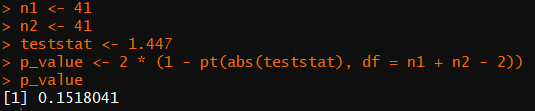 > n1 <- 41
> n2 <- 41
> teststat <- 1.447
> p_value <- 2 * (1 - pt(abs(teststat), df = n1 + n2 - 2))
> p_value
[1] 0.1518041